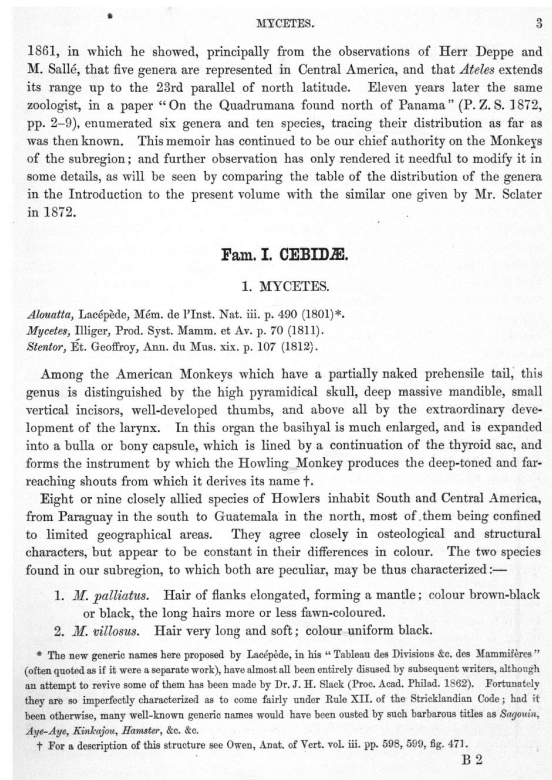 MYCETES. 3
1861, in which he showed, principally from the observations of Herr Deppe and
M. Sallé, that five genera are represented in Central America, and that Ateles extends
its range up to the 23rd parallel of north latitude. Eleven years later the same
zoologist, in a paper “On the Quadrumana found north of Panama” (P. Z. S. 1872,
pp. 2–9), enumerated six genera and ten species, tracing their distribution as far as
was then known. This memoir has continued to be our chief authority on the Monkeys
of the subregion; and further observation has only rendered it needful to modify it in
some details, as will be seen by comparing the table of the distribution of the genera
in the Introduction to the present volume with the similar one given by Mr. Sclater
in 1872.
Fam. I. CEBIDÆ.
1. MYCETES.
Alouatta, Lacépède, Mém. de l’Inst. Nat. iii. p. 490 (1801)*.
Mycetes, Illiger, Prod. Syst. Mamm. et Av. p. 70 (1811).
Stentor, Ét. Geoffroy, Ann. du Mus. xix. p. 107 (1812).
Among the American Monkeys which have a partially naked prehensile tail, this
genus is distinguished by the high pyramidical skull, deep massive mandible, small
vertical incisors, well-developed thumbs, and above all by the extraordinary deve-
lopment of the larynx. In this organ the basihyal is much enlarged, and is expanded
into a bulla or bony capsule, which is lined by a continuation of the thyroid sac, and
forms the instrument by which the Howling Monkey produces the deep-toned and far-
reaching shouts from which it derives its name †.
Eight or nine closely allied species of Howlers inhabit South and Central America,
from Paraguay in the south to Guatemala in the north, most of them being confined
to limited geographical areas. They agree closely in osteological and structural
characters, but appear to be constant in their differences in colour. The two species
found in our subregion, to which both are peculiar, may be thus characterized:—
1. M. palliatus. Hair of flanks elongated, forming a mantle; colour brown-black
or black, the long hairs more or less fawn-coloured.
2. M. villosus. Hair very long and soft; colour uniform black.
* The new generic names here proposed by Lacépède, in his “Tableau des Divisions &c. des Mammifères”
(often quoted as if it were a separate work), have almost all been entirely disused by subsequent writers, although
an attempt to revive some of them has been made by Dr. J. H. Slack (Proc. Acad. Philad. 1862). Fortunately
they are so imperfectly characterized as to come fairly under Rule XII. of the Stricklandian Code; had it
been otherwise, many well-known generic names would have been ousted by such barbarous titles as Sagouin,
Aye-Aye, Kinkajou, Hamster, &c. &c.
† For a description of this structure see Owen, Anat. of Vert. vol. iii. pp. 598, 599, fig. 471.
B 2